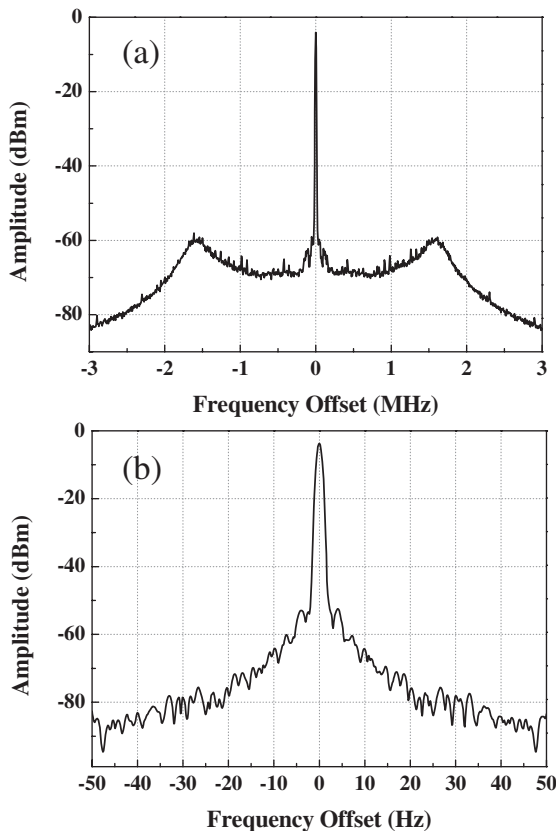 (a)
0
-20
-40
-60
-80
Amplitude (dBm)
-3 -2 -1 0 1 2 3
Frequency Offset (MHz)
(b)
0
-20
-40
-60
-80
Amplitude (dBm)
-50 -40 -30 -20 -10 0 10 20 30 40 50
Frequency Offset (Hz)